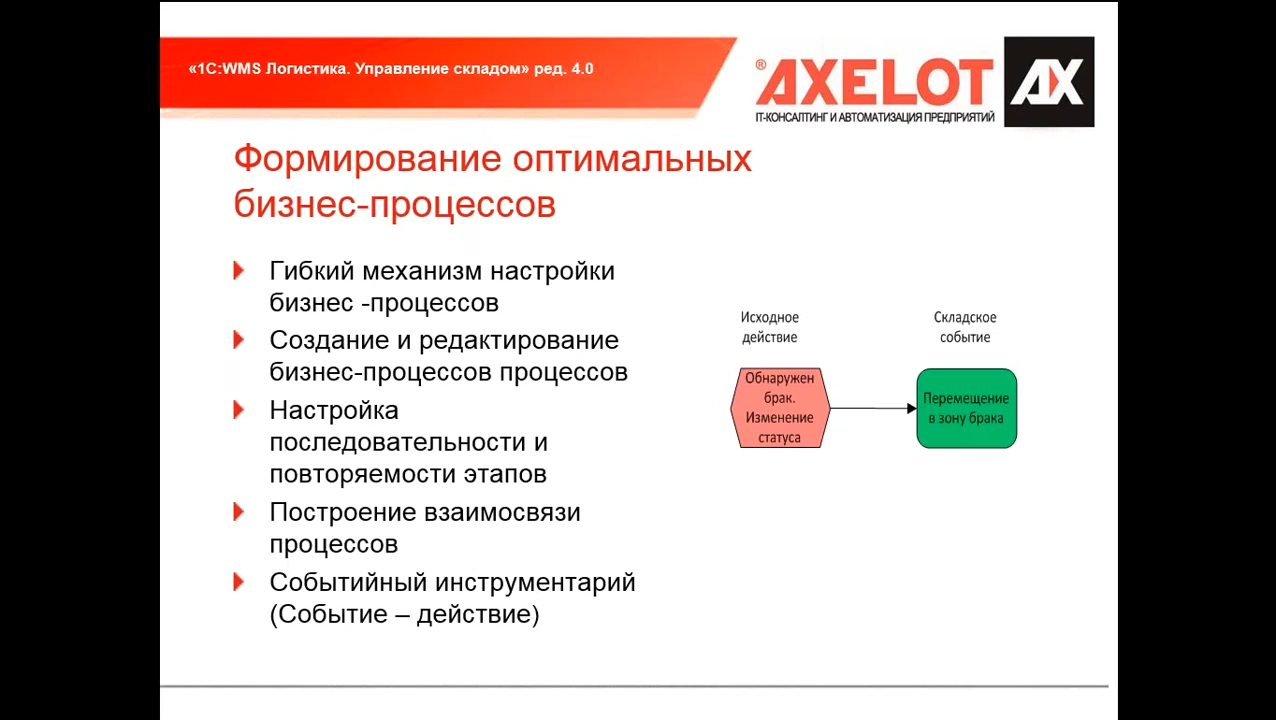 «1С:WMS Логистика. Управление складом» ред. 4.0
® AXELOT AX
IT-КОНСАЛТИНГ И АВТОМАТИЗАЦИЯ ПРЕДПРИЯТИЙ
Формирование оптимальных
бизнес-процессов
Гибкий механизм настройки
бизнес -процессов
Создание и редактирование
бизнес-процессов процессов
Настройка
последовательности и
повторяемости этапов
Построение взаимосвязи
процессов
Событийный инструментарий
(Событие – действие)
Исходное
действие
Обнаружен
брак.
Изменение
статуса
Складское
событие
Перемещение
в зону брака